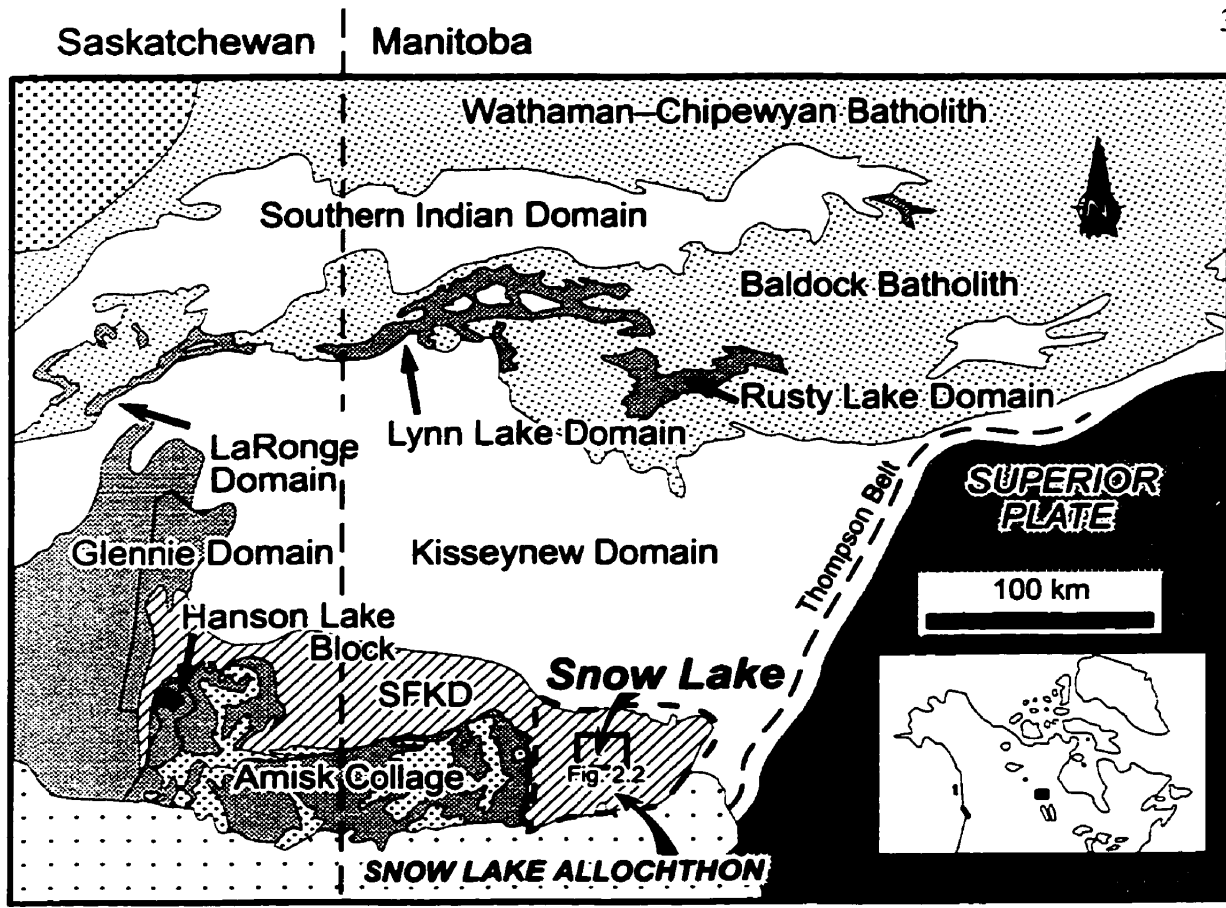 3
Saskatchewan Manitoba
Wathaman–Chipewyan Batholith
Southern Indian Domain
N
Baldock Batholith
Rusty Lake Domain
Lynn Lake Domain
LaRonge
Domain
SUPERIOR
PLATE
Thompson Belt
Glennie Domain
Kisseynew Domain
100 km
Hanson Lake
Block
Snow Lake
SFKD
Fig. 2.2
Amisk Collage
SNOW LAKE ALLOCHTHON